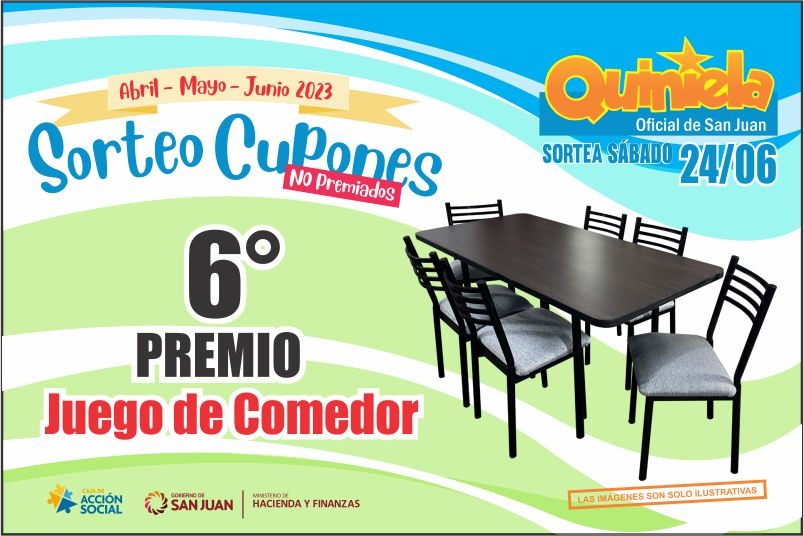 Abril - Mayo - Junio 2023
Sorteo Cupones
NO Premiados
Quiniela
Oficial de San Juan
SORTEA SÁBADO 24/06
6°
PREMIO
Juego de Comedor
CAJA DE
ACCIÓN
SOCIAL
GOBIERNO DE
SAN JUAN
MINISTERIO DE
HACIENDA Y FINANZAS
LAS IMÁGENES SON SOLO ILUSTRATIVAS